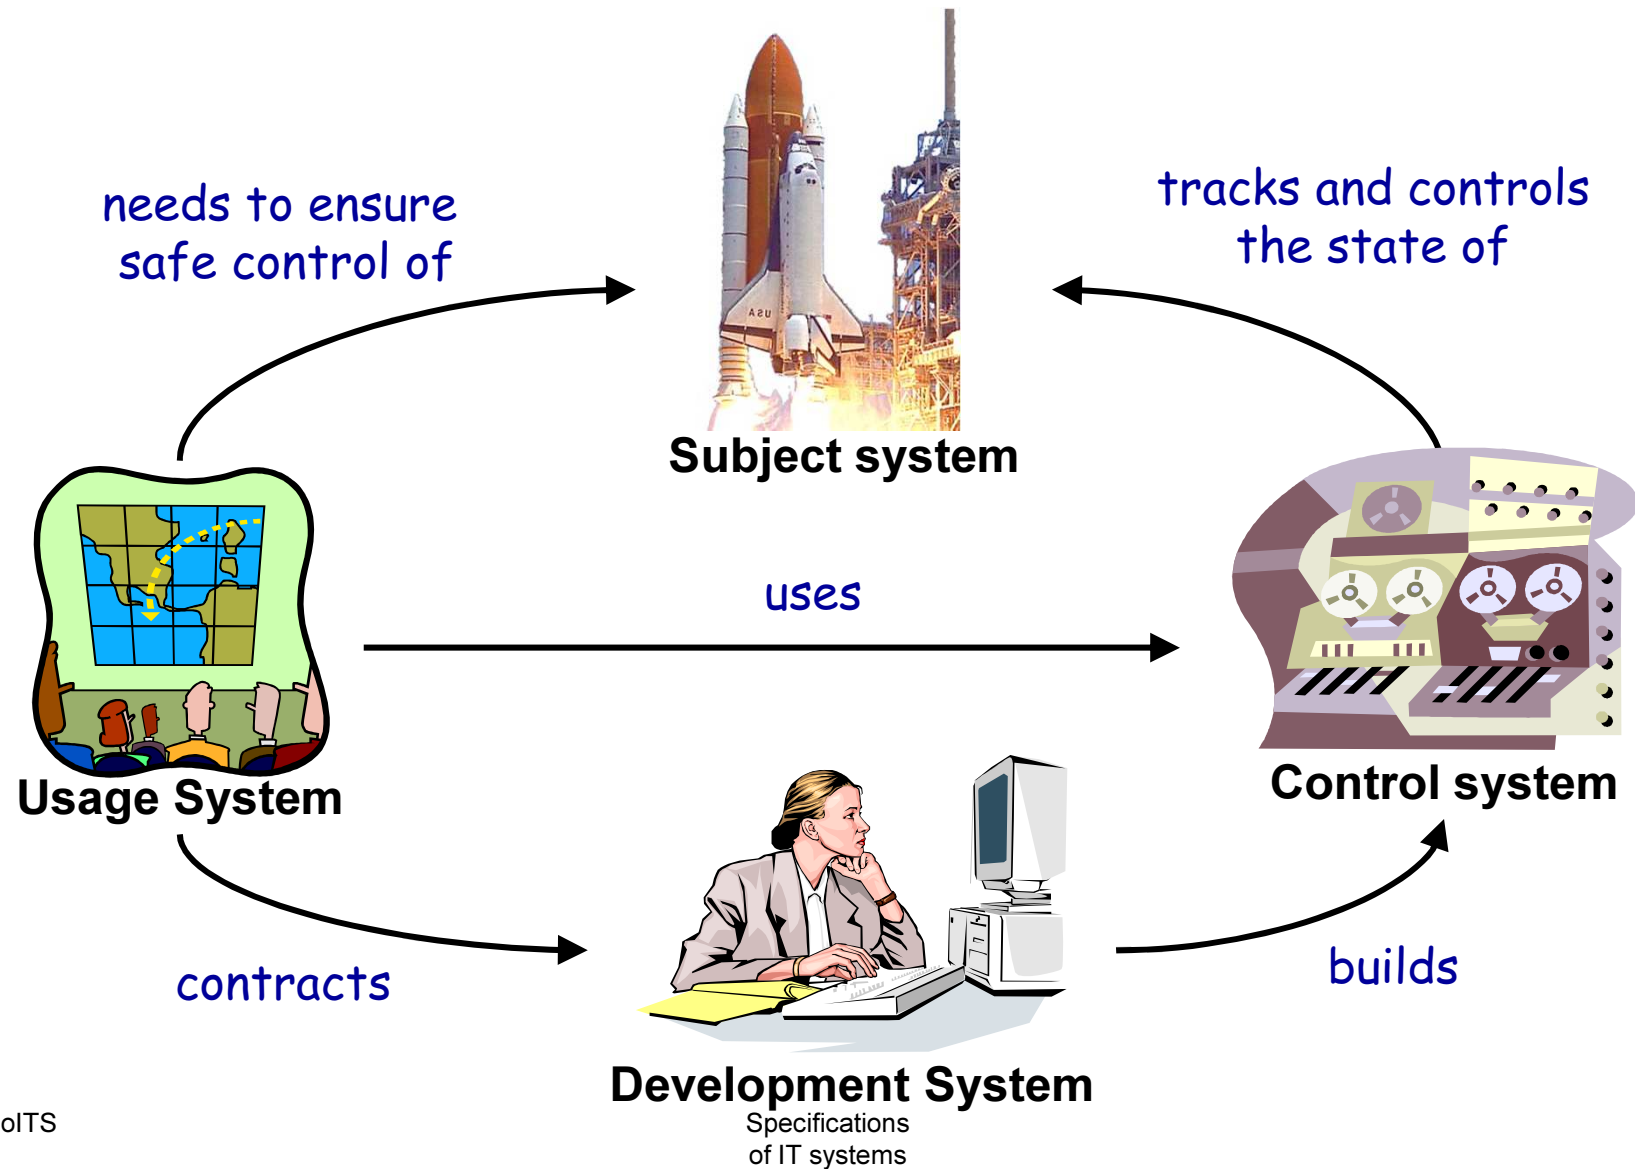 needs to ensure
safe control of
tracks and controls
the state of
USA
Subject system
uses
Usage System
Control system
contracts
builds
Development System
oITS
Specifications
of IT systems